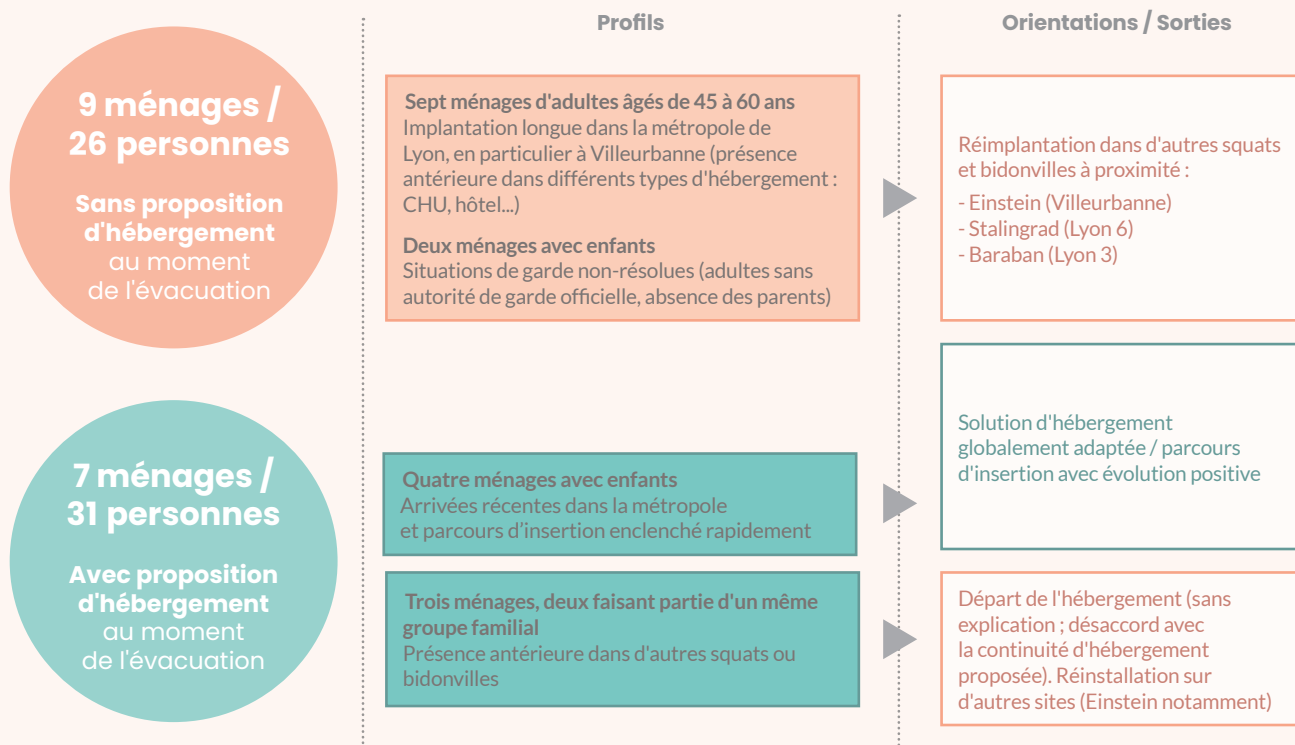 Profils
Orientations / Sorties
9 ménages /
26 personnes
Sans proposition
d'hébergement
au moment
de l'évacuation
Sept ménages d'adultes âgés de 45 à 60 ans
Implantation longue dans la métropole de
Lyon, en particulier à Villeurbanne (présence
antérieure dans différents types d'hébergement :
CHU, hôtel...)
Deux ménages avec enfants
Situations de garde non-résolues (adultes sans
autorité de garde officielle, absence des parents)
Réimplantation dans d'autres squats
et bidonvilles à proximité :
- Einstein (Villeurbanne)
- Stalingrad (Lyon 6)
- Baraban (Lyon 3)
7 ménages /
31 personnes
Avec proposition
d'hébergement
au moment
de l'évacuation
Quatre ménages avec enfants
Arrivées récentes dans la métropole
et parcours d’insertion enclenché rapidement
Solution d'hébergement
globalement adaptée / parcours
d'insertion avec évolution positive
Trois ménages, deux faisant partie d'un même
groupe familial
Présence antérieure dans d'autres squats ou
bidonvilles
Départ de l'hébergement (sans
explication ; désaccord avec
la continuité d'hébergement
proposée). Réinstallation sur
d'autres sites (Einstein notamment)